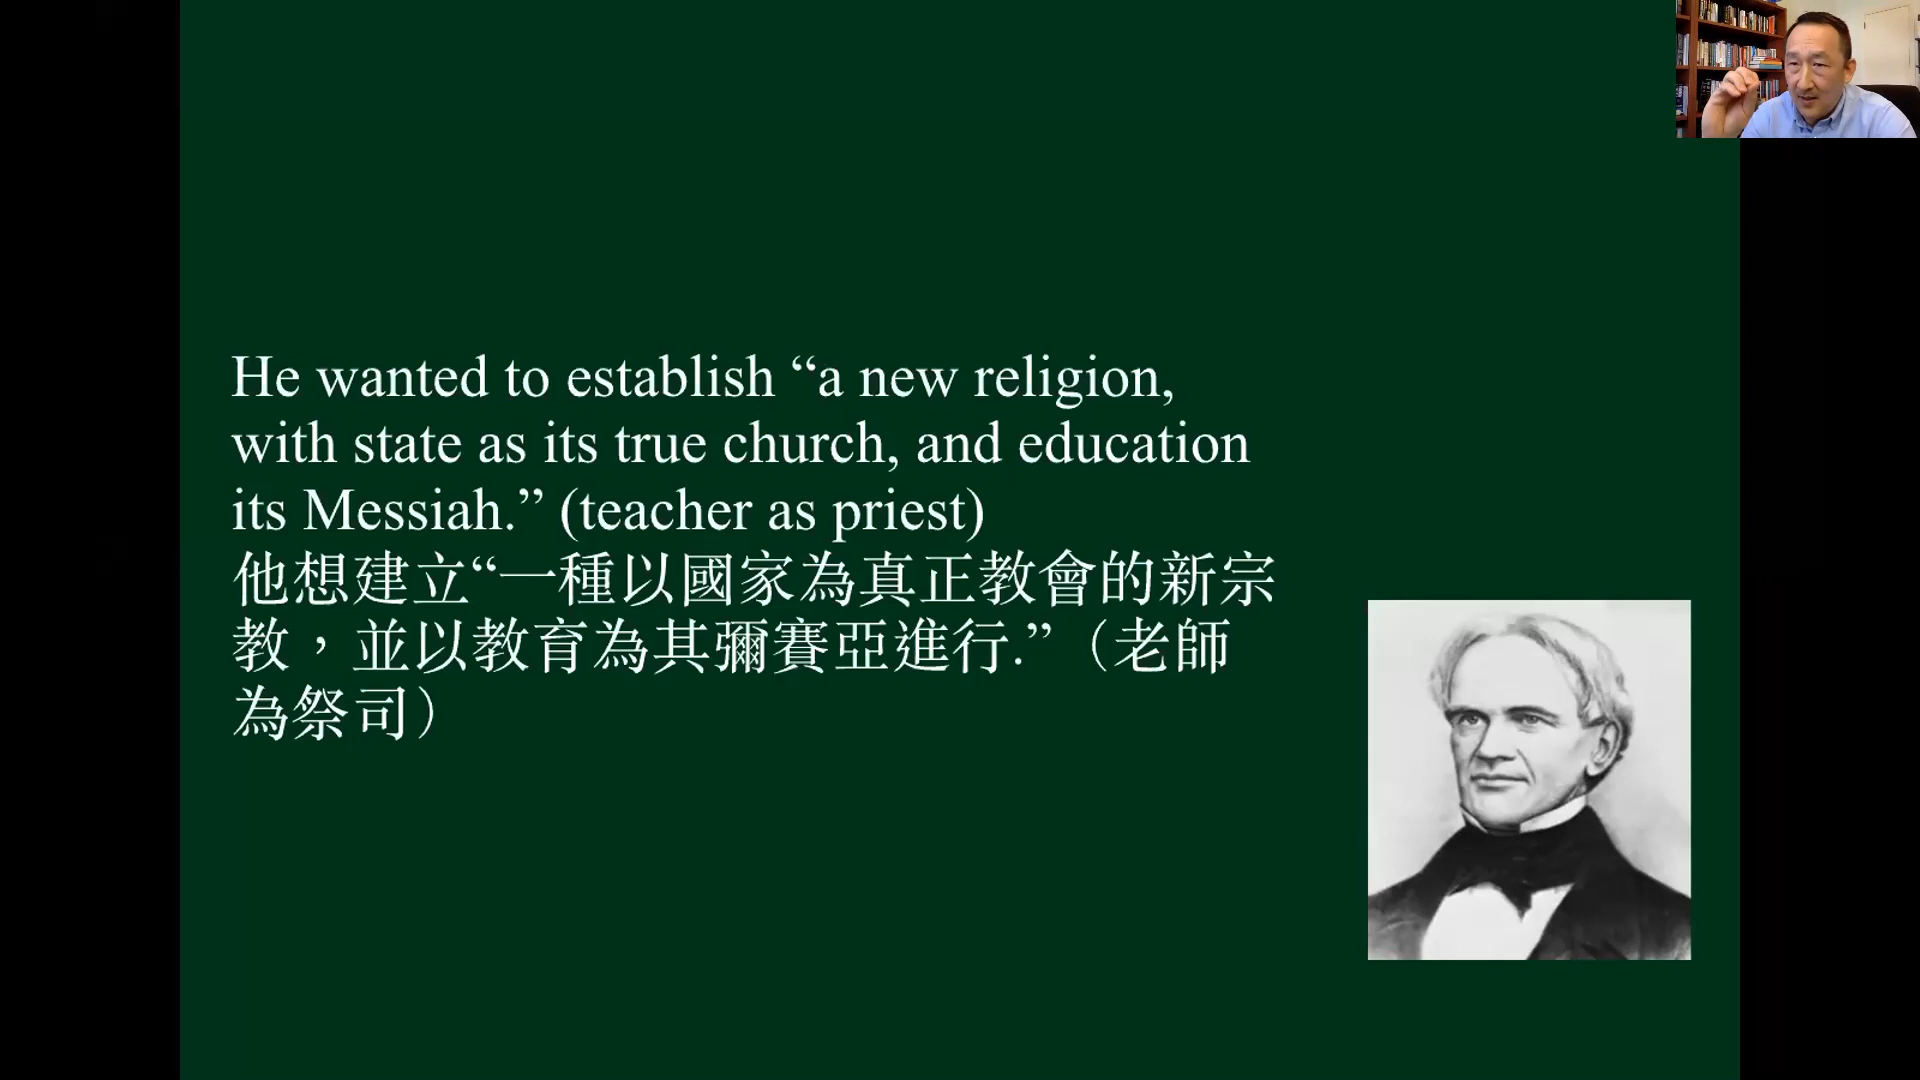 He wanted to establish “a new religion,
with state as its true church, and education
its Messiah.” (teacher as priest)
他想建立“一種以國家為真正教會的新宗
教，並以教育為其彌賽亞進行.”（老師
為祭司）